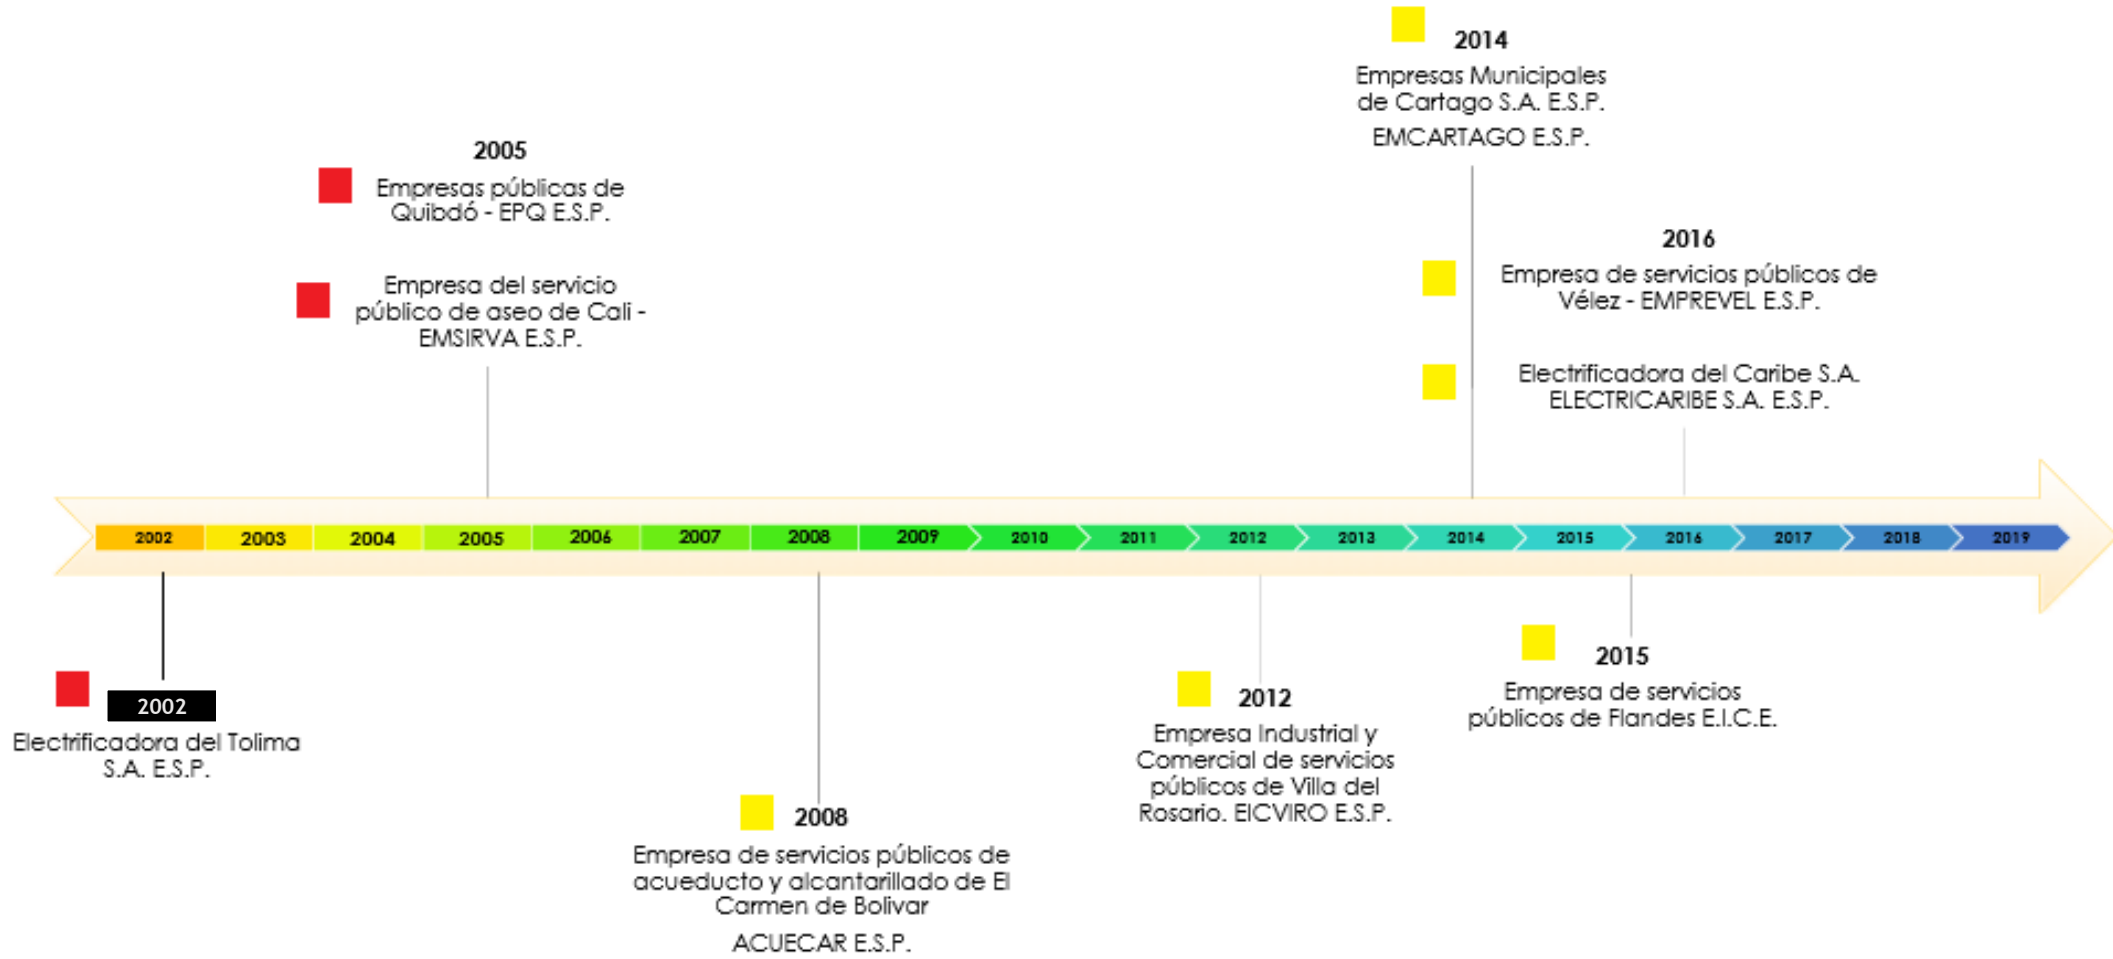 2014
Empresas Municipales
de Cartago S.A. E.S.P.
EMCARTAGO E.S.P.
2005
Empresas públicas de
Quibdó - EPQ E.S.P.
Empresa del servicio
público de aseo de Cali -
EMSIRVA E.S.P.
2016
Empresa de servicios públicos de
Vélez - EMPREVEL E.S.P.
Electrificadora del Caribe S.A.
ELECTRICARIBE S.A. E.S.P.
2002 2003 2004 2005 2006 2007 2008 2009 2010 2011 2012 2013 2014 2015 2016 2017 2018 2019
2002
Electrificadora del Tolima
S.A. E.S.P.
2008
Empresa de servicios públicos de
acueducto y alcantarillado de El
Carmen de Bolivar
ACUECAR E.S.P.
2012
Empresa Industrial y
Comercial de servicios
públicos de Villa del
Rosario. EICVIRO E.S.P.
2015
Empresa de servicios
públicos de Flandes E.I.C.E.